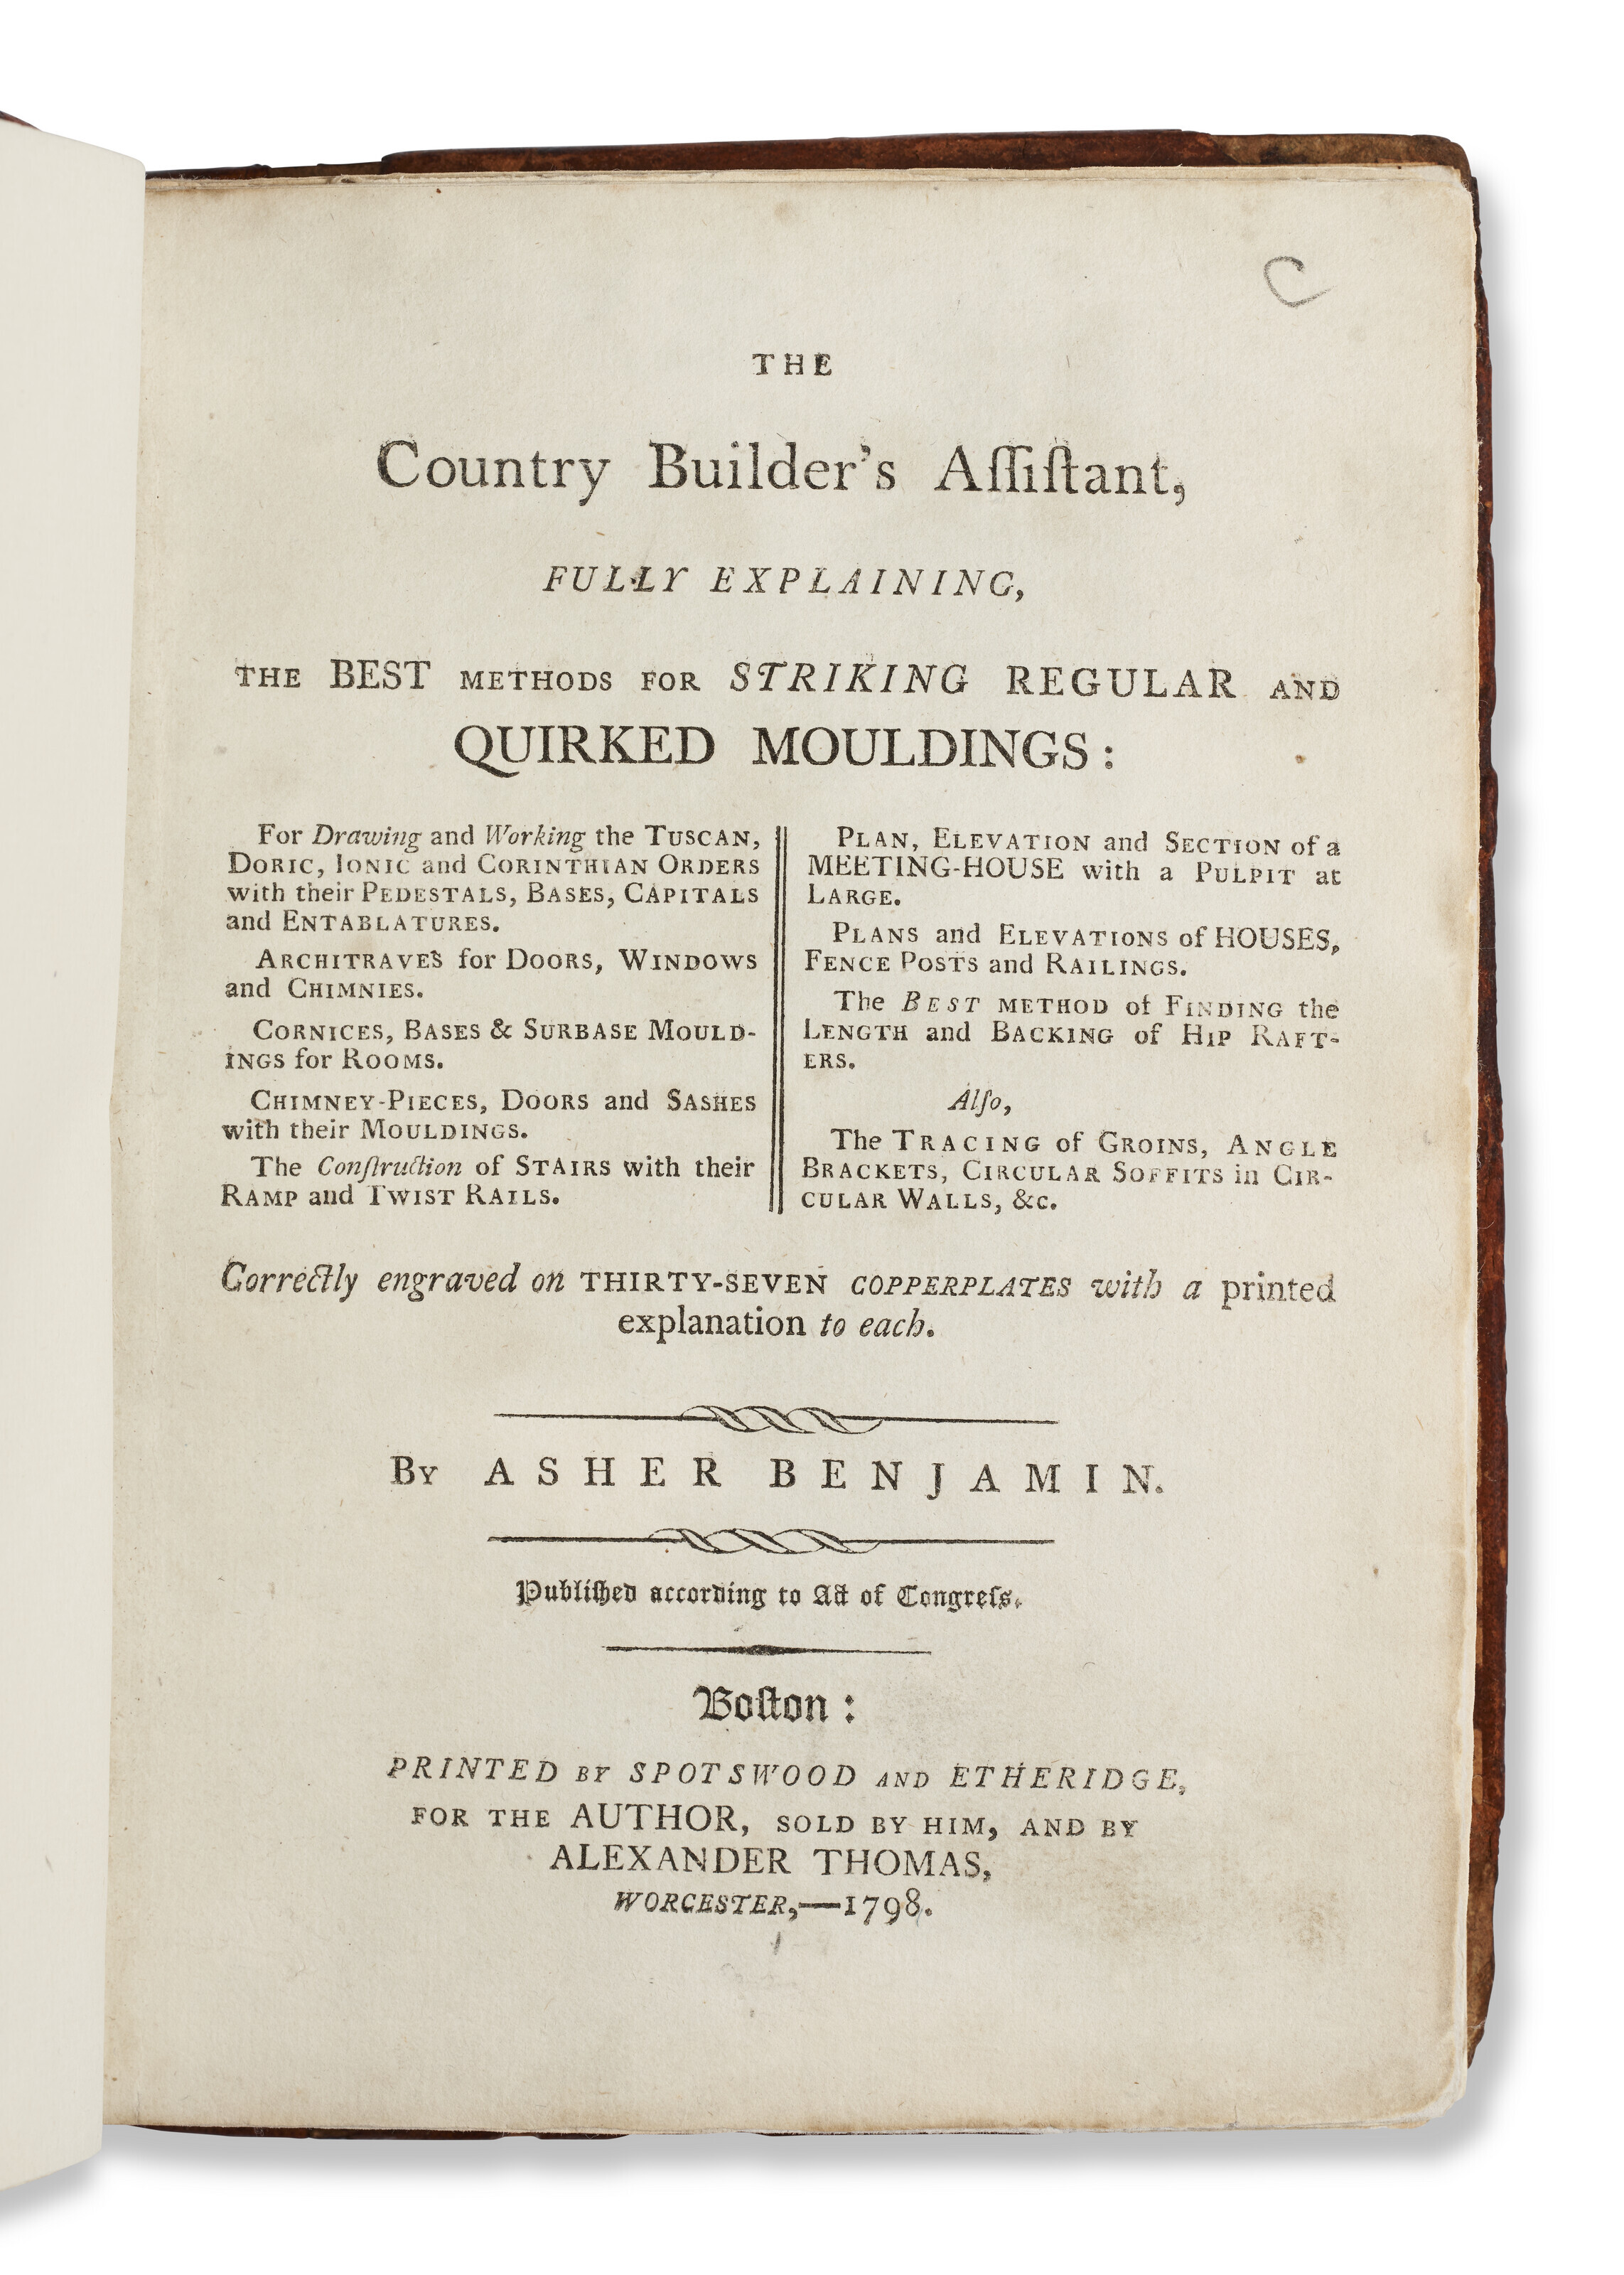 C
THE
Country Builder's Aſſiſtant,
FULLY EXPLAINING,
THE BEST METHODS FOR STRIKING REGULAR AND
QUIRKED MOULDINGS:
For Drawing and Working the TUSCAN,
DORIC, IONIC and CORINTHIAN ORDERS
with their PEDESTALS, BASES, CAPITALS
and ENTABLATURES.
ARCHITRAVES for DOORS, WINDOWS
and CHIMNIES.
CORNICES, BASES & SURBASE MOULD-
INGS for ROOMS.
CHIMNEY-PIECES, DOORS and SASHES
with their MOULDINGS.
The Conſtruction of STAIRS with their
RAMP and TWIST RAILS.
PLAN, ELEVATION and SECTION of a
MEETING-HOUSE with a PULPIT at
LARGE.
PLANS and ELEVATIONS of HOUSES,
FENCE POSTS and RAILINGS.
The BEST METHOD of FINDING the
LENGTH and BACKING of HIP RAFT-
ERS.
Alſo,
The TRACING of GROINS, ANGLE
BRACKETS, CIRCULAR SOFFITS in CIR-
CULAR WALLS, &c.
Correctly engraved on THIRTY-SEVEN COPPERPLATES with a printed
explanation to each.
By ASHER BENJAMIN.
Publiſhed according to Act of Congreſs.
Boſton:
PRINTED BY SPOTSWOOD AND ETHERIDGE,
FOR THE AUTHOR, SOLD BY HIM, AND BY
ALEXANDER THOMAS,
WORCESTER,—1798.